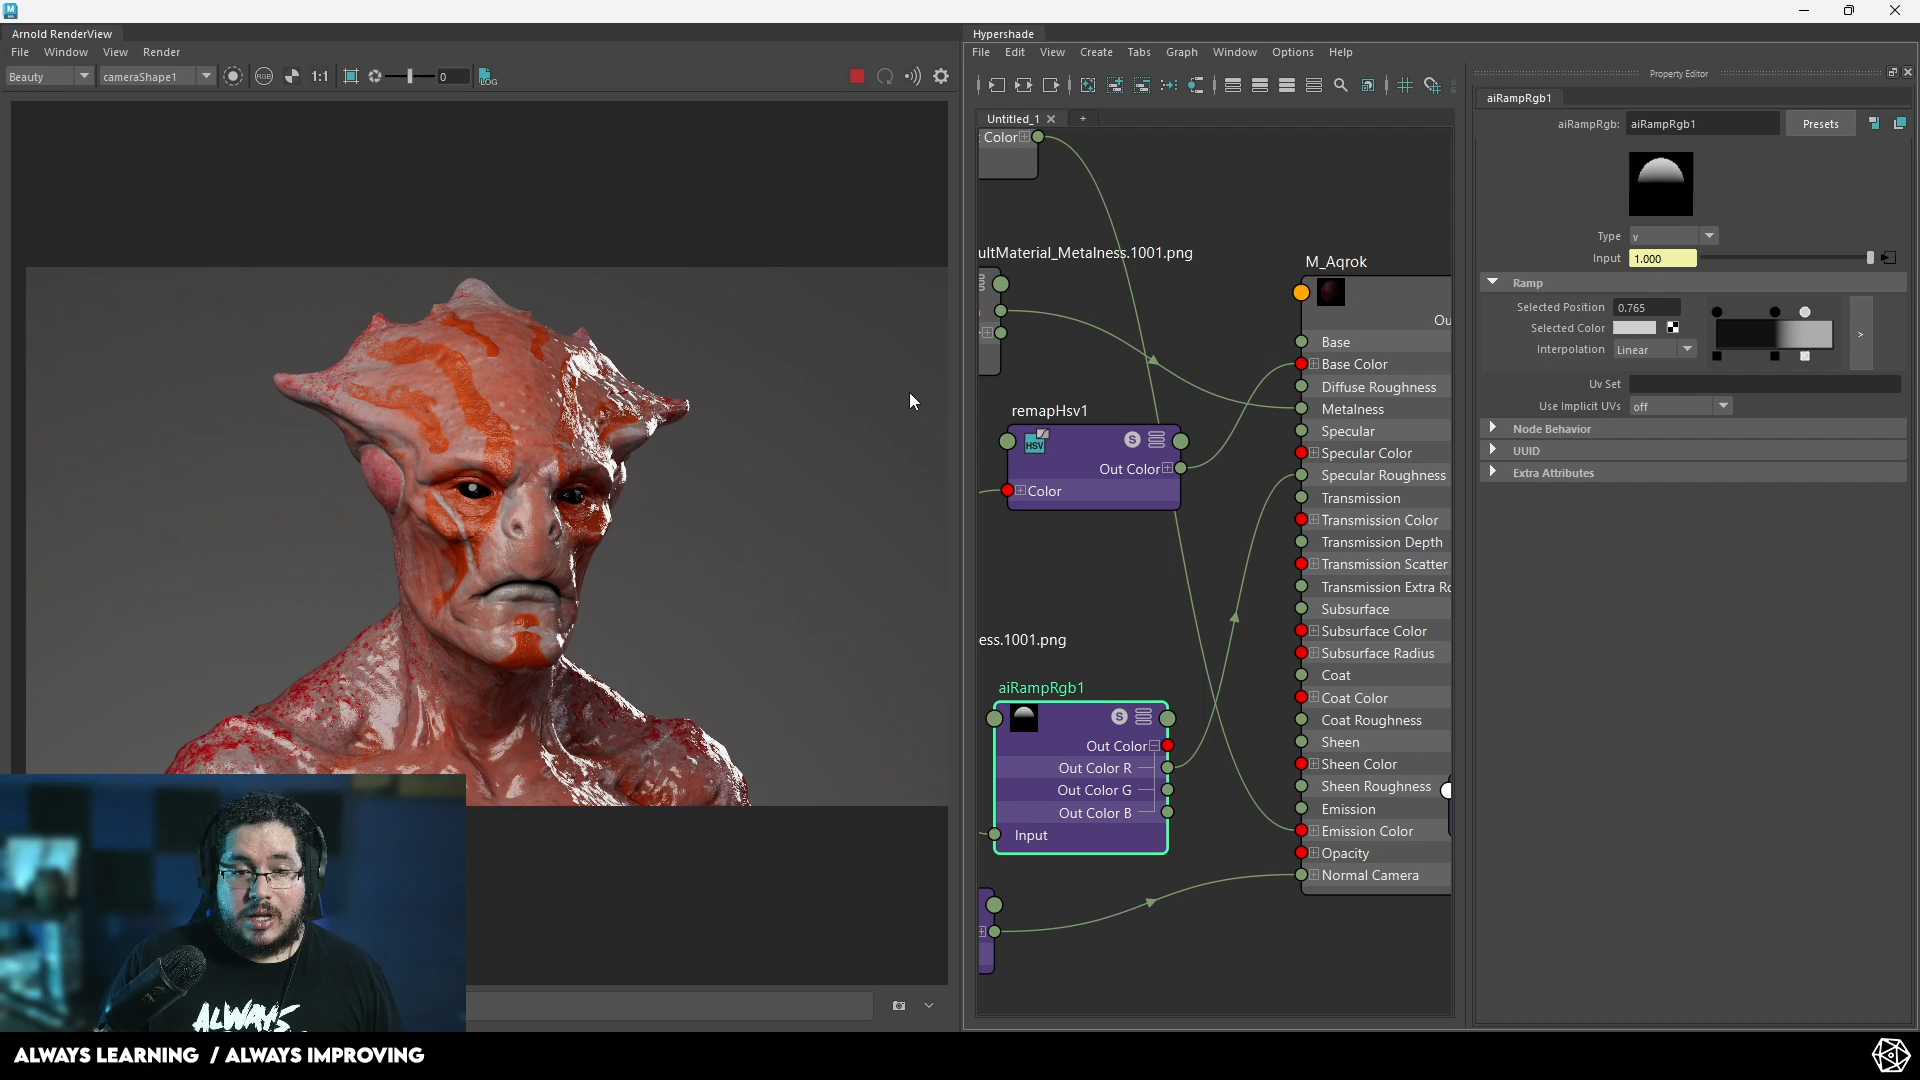 Arnold RenderView
File Window View Render
Beauty cameraShape1 RGB 1:1 0 LOG
Hypershade
File Edit View Create Tabs Graph Window Options Help
Untitled_1 +
Color
ultMaterial_Metalness.1001.png
remapHsv1
HSV S
Out Color
Color
ess.1001.png
aiRampRgb1
S
Out Color
Out Color R
Out Color G
Out Color B
Input
M_Aqrok
Ou
Base
Base Color
Diffuse Roughness
Metalness
Specular
Specular Color
Specular Roughness
Transmission
Transmission Color
Transmission Depth
Transmission Scatter
Transmission Extra Ro
Subsurface
Subsurface Color
Subsurface Radius
Coat
Coat Color
Coat Roughness
Sheen
Sheen Color
Sheen Roughness
Emission
Emission Color
Opacity
Normal Camera
Property Editor
aiRampRgb1
aiRampRgb: aiRampRgb1 Presets
Type v
Input 1.000
Ramp
Selected Position 0.765
Selected Color
Interpolation Linear
>
Uv Set
Use Implicit UVs off
Node Behavior
UUID
Extra Attributes
ALWAYS
ALWAYS LEARNING / ALWAYS IMPROVING